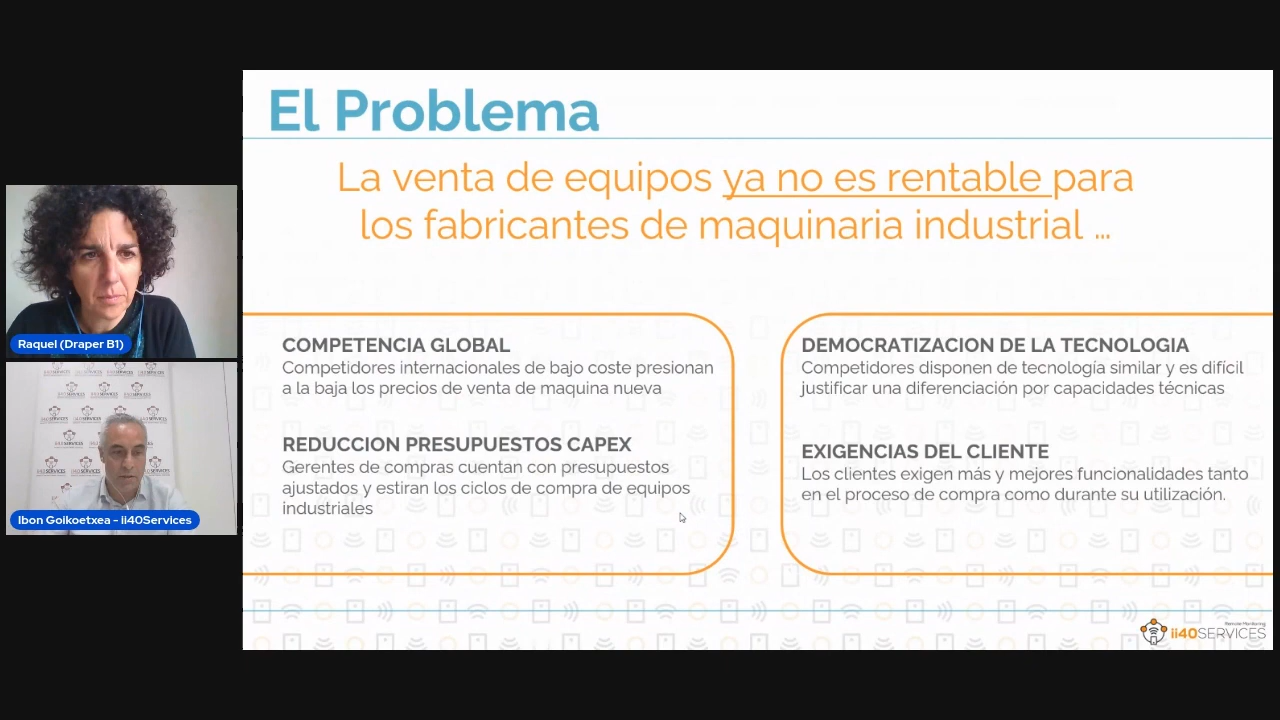 El Problema
La venta de equipos ya no es rentable para
los fabricantes de maquinaria industrial ...
COMPETENCIA GLOBAL
Competidores internacionales de bajo coste presionan
a la baja los precios de venta de maquina nueva
REDUCCION PRESUPUESTOS CAPEX
Gerentes de compras cuentan con presupuestos
ajustados y estiran los ciclos de compra de equipos
industriales
DEMOCRATIZACION DE LA TECNOLOGIA
Competidores disponen de tecnología similar y es difícil
justificar una diferenciación por capacidades técnicas
EXIGENCIAS DEL CLIENTE
Los clientes exigen más y mejores funcionalidades tanto
en el proceso de compra como durante su utilización.
Remote Monitoring
ii40SERVICES
Raquel (Draper B1)
Ibon Goikoetxea - ii40Services